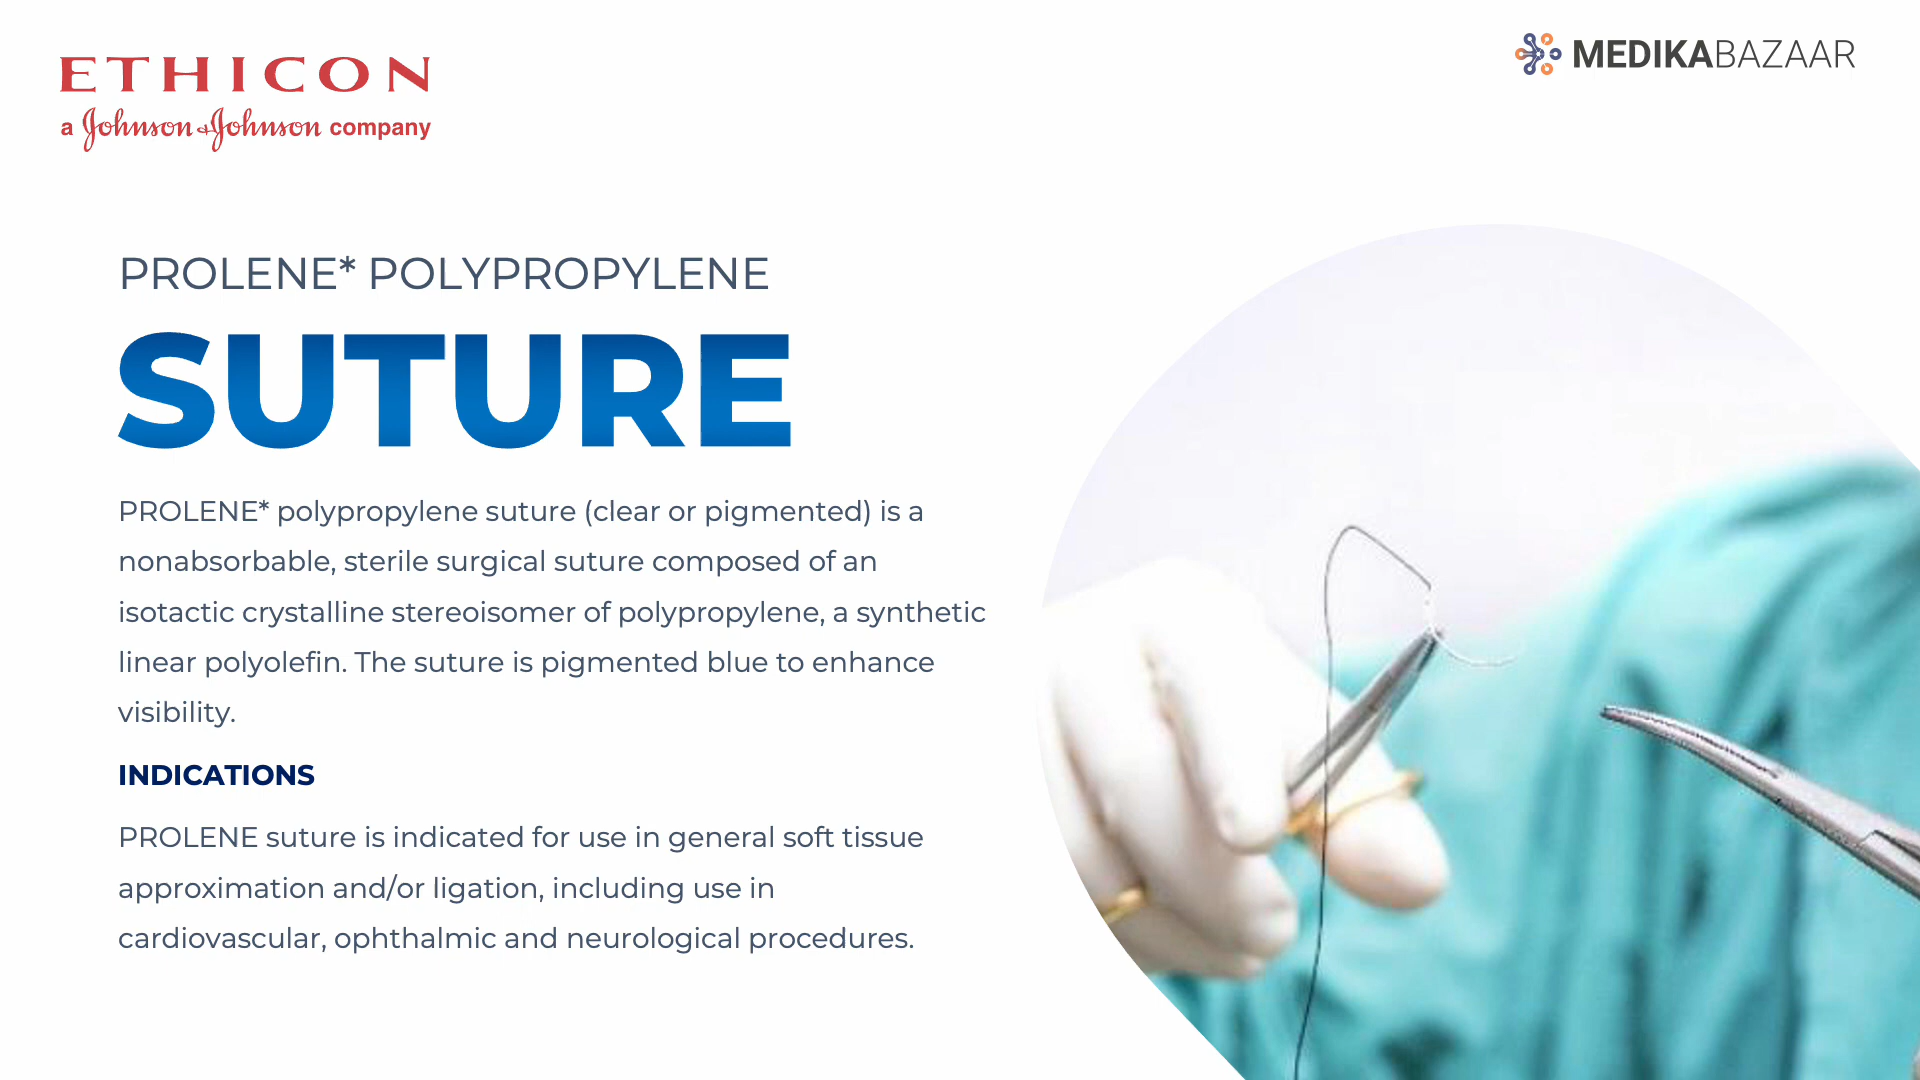 ETHICON
a Johnson & Johnson company
MEDIKABAZAAR
PROLENE* POLYPROPYLENE
SUTURE
PROLENE* polypropylene suture (clear or pigmented) is a
nonabsorbable, sterile surgical suture composed of an
isotactic crystalline stereoisomer of polypropylene, a synthetic
linear polyolefin. The suture is pigmented blue to enhance
visibility.
INDICATIONS
PROLENE suture is indicated for use in general soft tissue
approximation and/or ligation, including use in
cardiovascular, ophthalmic and neurological procedures.